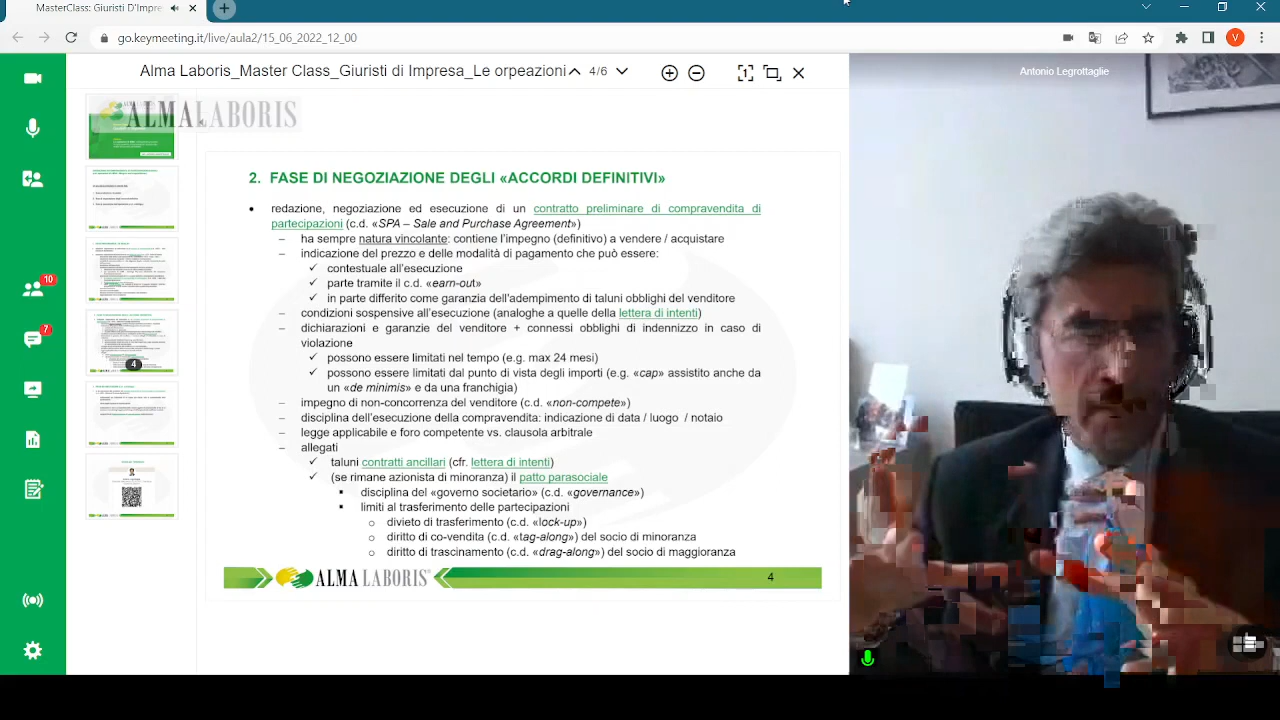 MasterClass: Giuristi d
go.keymeeting.it/live/aula2/15_06_2022_12_00
V
Alma Laboris_Master Class_Giuristi di Impresa_Le orpeazioni
4/6
Antonio Legrottaglie
ALMALABORIS
2. FASE DI NEGOZIAZIONE DEGLI «ACCORDI DEFINITIVI»
• redazione, negoziazione ed esecuzione di un contratto preliminare di compravendita di
partecipazioni (c.d. «SPA – Sale and Purchase Agreement»)
– ha sempre natura vincolante: contiene l'impegno (definitivo) a vendere / acquistare
– indicazione del prezzo e delle modalità di pagamento che può essere:
✓ contestuale all'esecuzione
✓ parte tramite il c.d. «earn-out»
✓ in parte differito come garanzia dell'adempimento di taluni obblighi del venditore
– condizioni sospensive all'esecuzione (analoghe a quelle della lettera di intenti)
– dichiarazioni e garanzie del venditore + connessi obblighi di indennizzo in caso di
violazione
✓ possono essere limitati nel tempo (e.g. max 24 mesi)
✓ possono essere limitati dal punto di vista degli importi (e.g. «cap» assistito anche da
un «de minimis» e da una franchigia)
– impegno di non-concorrenza del venditore (c.d. «non-compete»)
– disciplina dell'esecuzione della compravendita: indicazione di data / luogo / notaio
– legge applicabile e foro competente vs. clausola arbitrale
– allegati
✓ taluni contratti ancillari (cfr. lettera di intenti)
✓ (se rimane azionista di minoranza) il patto parasociale
▪ disciplina del «governo societario» (c.d. «governance»)
▪ limiti al trasferimento delle partecipazioni
o divieto di trasferimento (c.d. «lock-up»)
o diritto di co-vendita (c.d. «tag-along») del socio di minoranza
o diritto di trascinamento (c.d. «drag-along») del socio di maggioranza
ALMA LABORIS
4
10
7
4